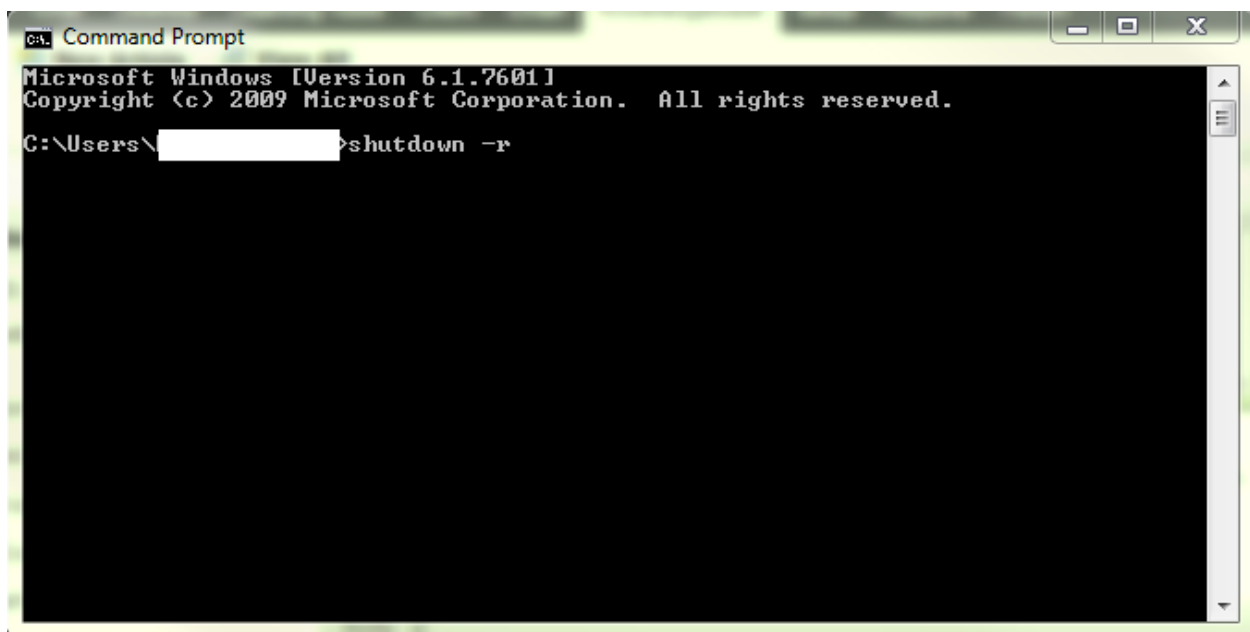 Command Prompt
Microsoft Windows [Version 6.1.7601]
Copyright (c) 2009 Microsoft Corporation.  All rights reserved.
C:\Users\>shutdown -r